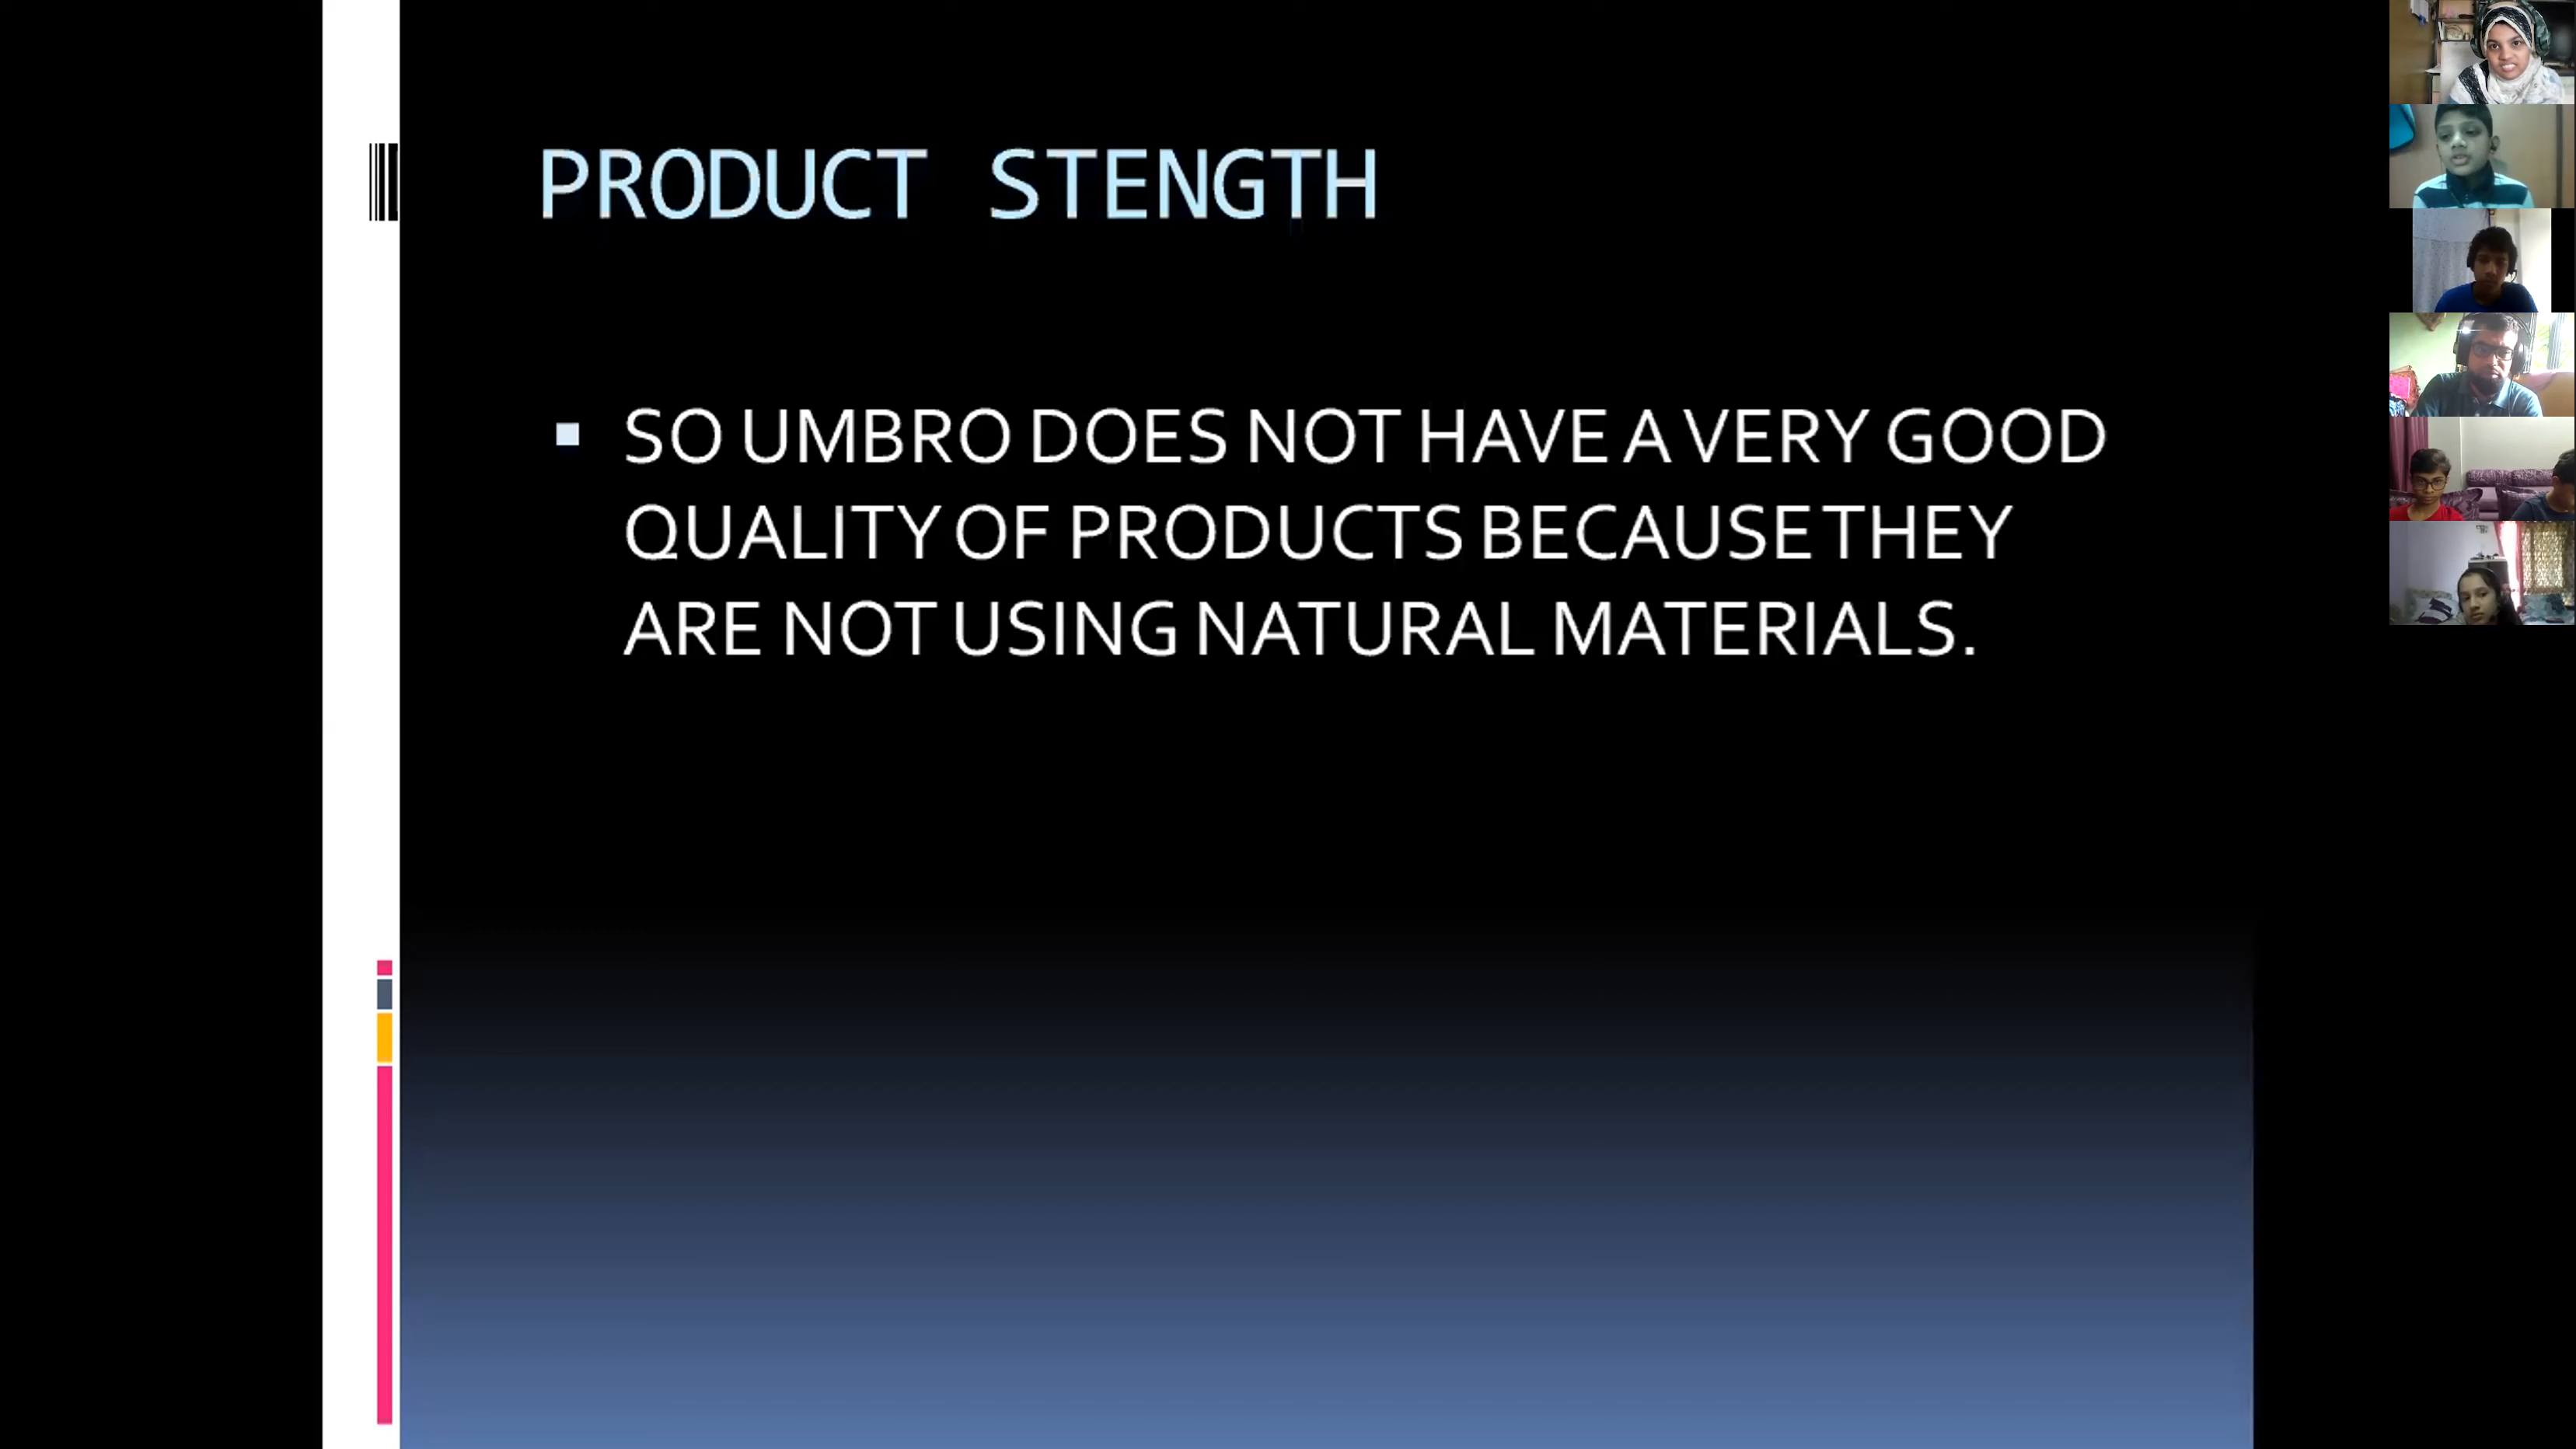 PRODUCT STENGTH
SO UMBRO DOES NOT HAVE A VERY GOOD
QUALITY OF PRODUCTS BECAUSE THEY
ARE NOT USING NATURAL MATERIALS.